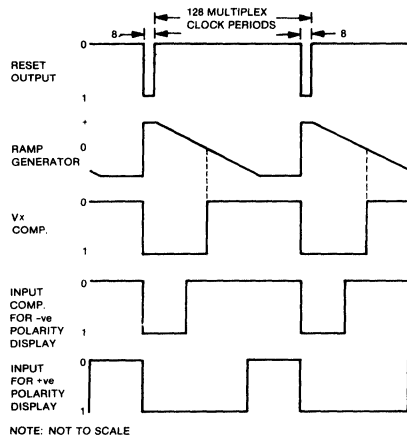 128 MULTIPLEX
CLOCK PERIODS
8
8
0
RESET
OUTPUT
1
+
RAMP
GENERATOR
0
0
Vx
COMP.
1
0
INPUT
COMP.
FOR -ve
POLARITY
DISPLAY
1
0
INPUT
FOR +ve
POLARITY
DISPLAY
1
NOTE: NOT TO SCALE